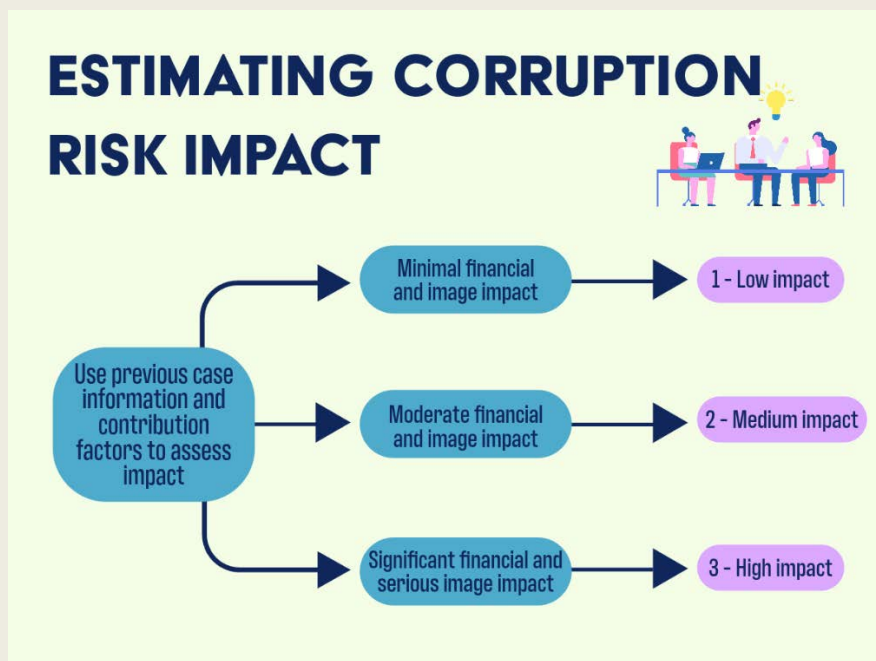 ESTIMATING CORRUPTION
RISK IMPACT
Minimal financial
and image impact
1 - Low impact
Use previous case
information and
contribution
factors to assess
impact
Moderate financial
and image impact
2 - Medium impact
Significant financial and
serious image impact
3 - High impact